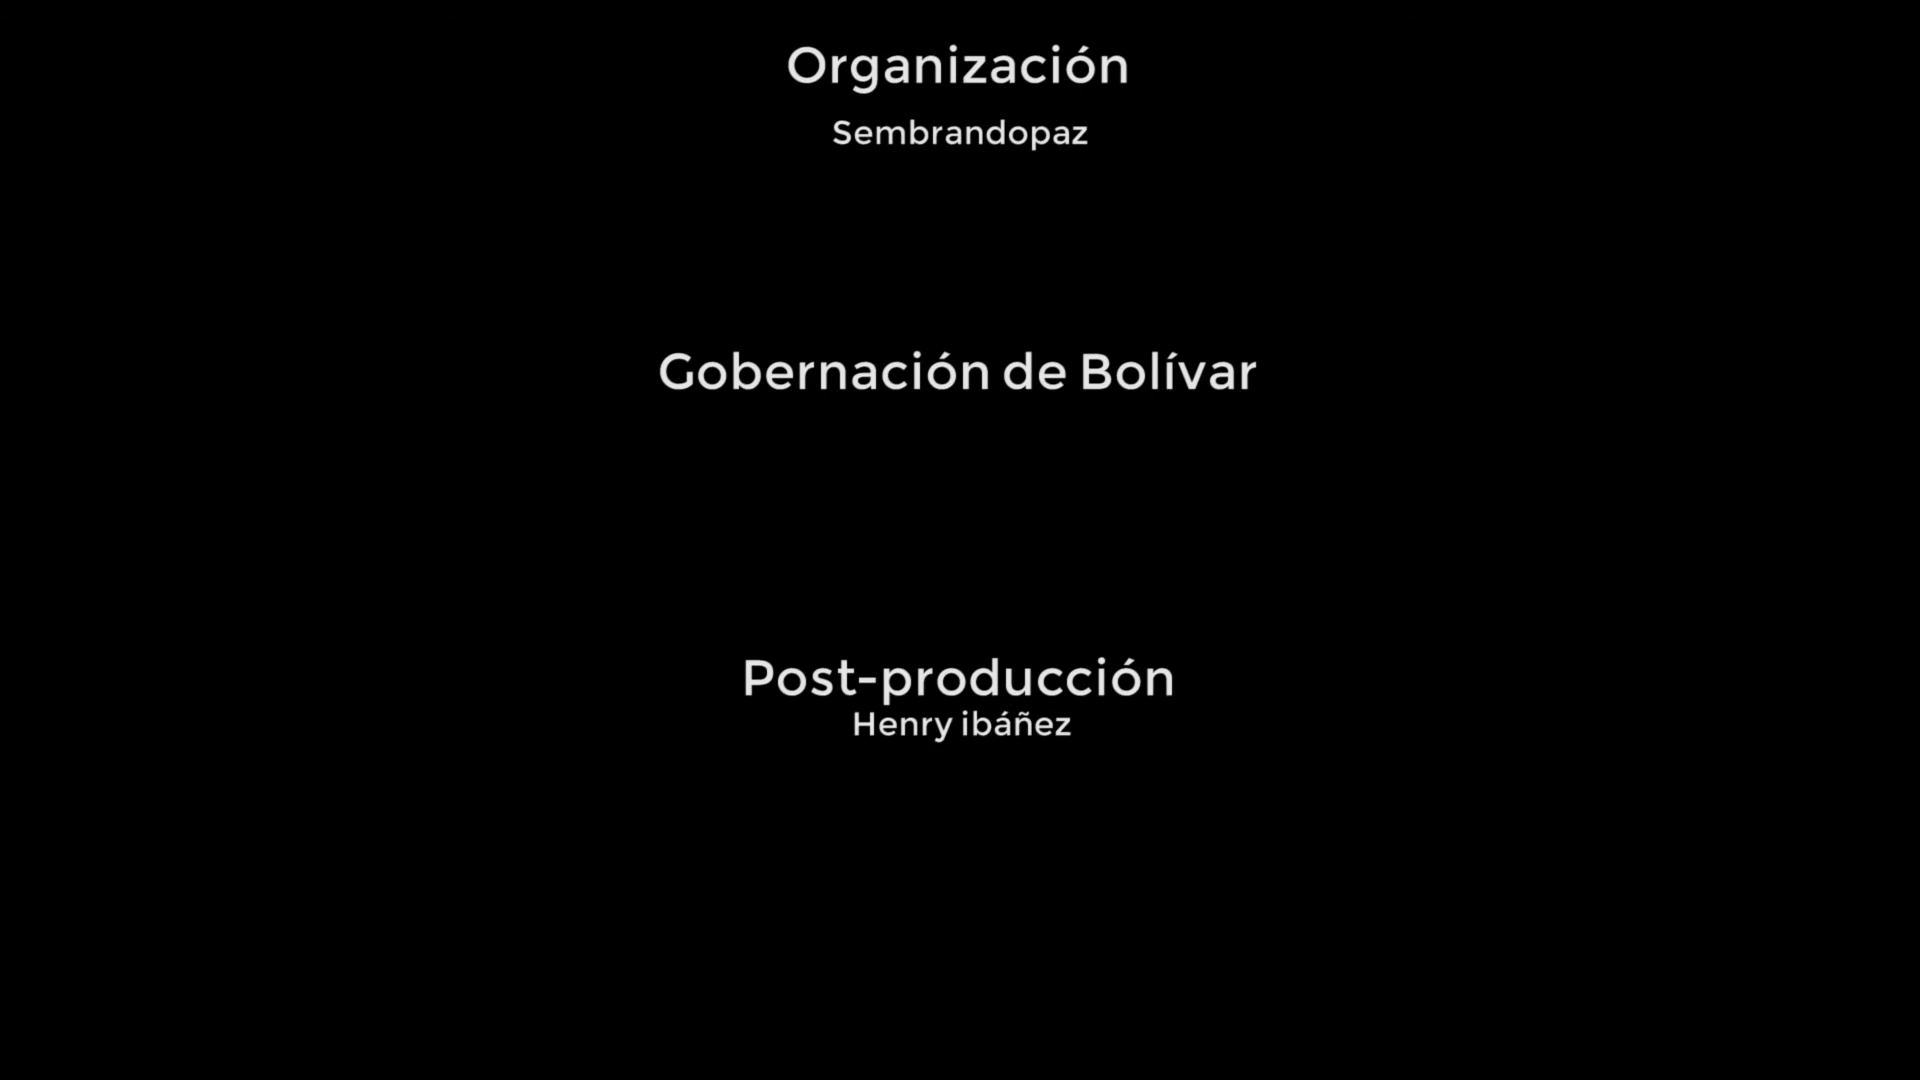 Organización
Sembrandopaz
Gobernación de Bolívar
Post-producción
Henry ibáñez